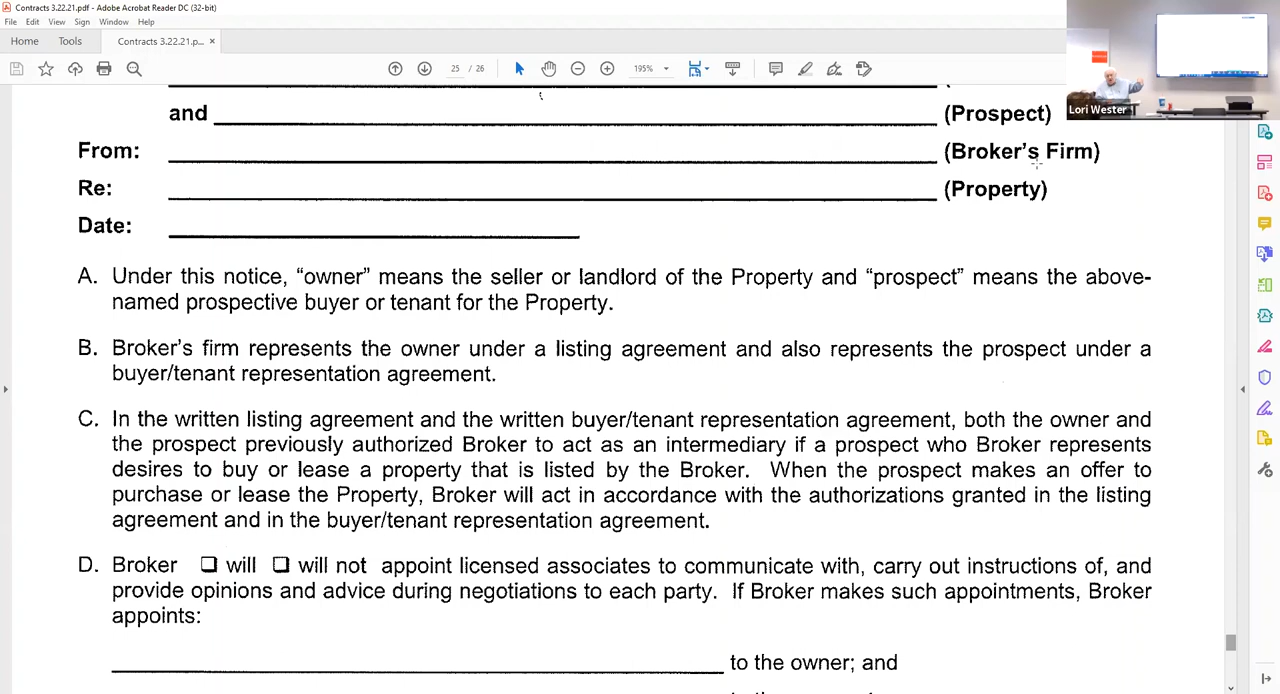 Contracts 3.22.21.pdf - Adobe Acrobat Reader DC (32-bit)
File Edit View Sign Window Help
Home Tools Contracts 3.22.21.p... ×
25 / 26 195%
Lori Wester
and (Prospect)
From: (Broker's Firm)
Re: (Property)
Date:
A. Under this notice, “owner” means the seller or landlord of the Property and “prospect” means the above-
named prospective buyer or tenant for the Property.
B. Broker's firm represents the owner under a listing agreement and also represents the prospect under a
buyer/tenant representation agreement.
C. In the written listing agreement and the written buyer/tenant representation agreement, both the owner and
the prospect previously authorized Broker to act as an intermediary if a prospect who Broker represents
desires to buy or lease a property that is listed by the Broker. When the prospect makes an offer to
purchase or lease the Property, Broker will act in accordance with the authorizations granted in the listing
agreement and in the buyer/tenant representation agreement.
D. Broker ❑ will ❑ will not appoint licensed associates to communicate with, carry out instructions of, and
provide opinions and advice during negotiations to each party. If Broker makes such appointments, Broker
appoints:
to the owner; and